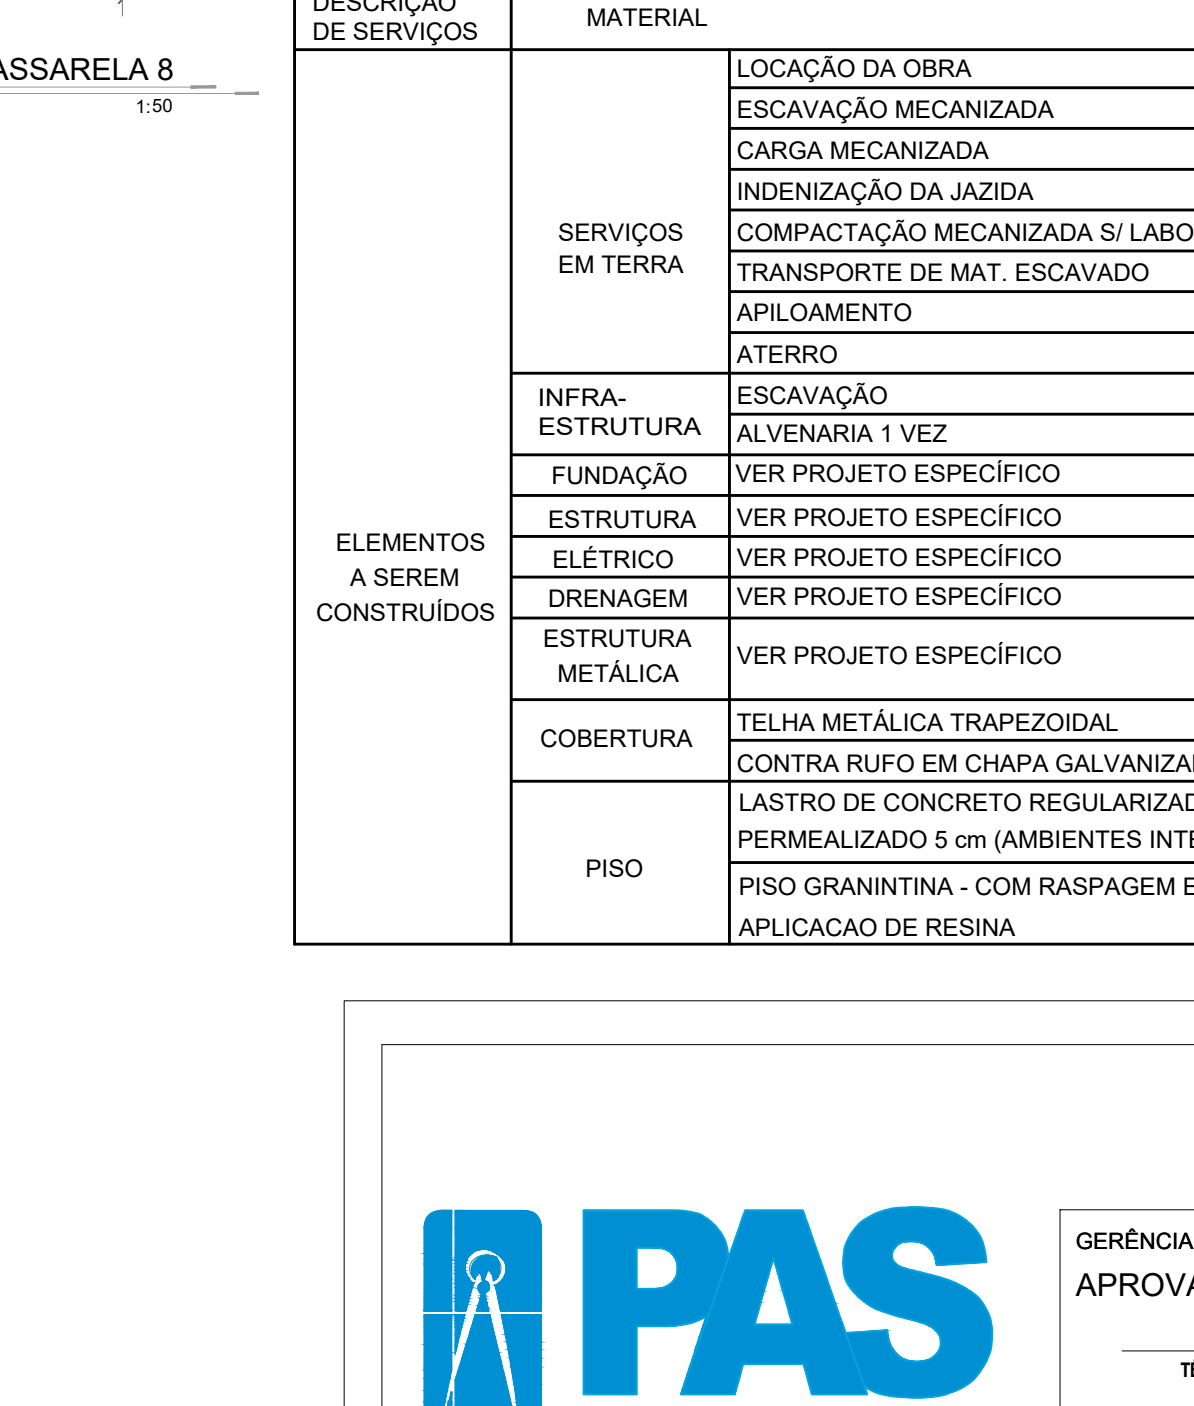 DESCRIÇÃO
DE SERVIÇOS
MATERIAL
1:50
ELEMENTOS
A SEREM
CONSTRUÍDOS
SERVIÇOS
EM TERRA
LOCAÇÃO DA OBRA
ESCAVAÇÃO MECANIZADA
CARGA MECANIZADA
INDENIZAÇÃO DA JAZIDA
COMPACTAÇÃO MECANIZADA S/ LABO
TRANSPORTE DE MAT. ESCAVADO
APILOAMENTO
ATERRO
INFRA-
ESTRUTURA
ESCAVAÇÃO
ALVENARIA 1 VEZ
FUNDAÇÃO
VER PROJETO ESPECÍFICO
ESTRUTURA
VER PROJETO ESPECÍFICO
ELÉTRICO
VER PROJETO ESPECÍFICO
DRENAGEM
VER PROJETO ESPECÍFICO
ESTRUTURA
METÁLICA
VER PROJETO ESPECÍFICO
COBERTURA
TELHA METÁLICA TRAPEZOIDAL
CONTRA RUFO EM CHAPA GALVANIZA
PISO
LASTRO DE CONCRETO REGULARIZAD
PERMEALIZADO 5 cm (AMBIENTES INTE
PISO GRANINTINA - COM RASPAGEM E
APLICACAO DE RESINA
ASSARELA 8
PAS
GERÊNCIA
APROVA